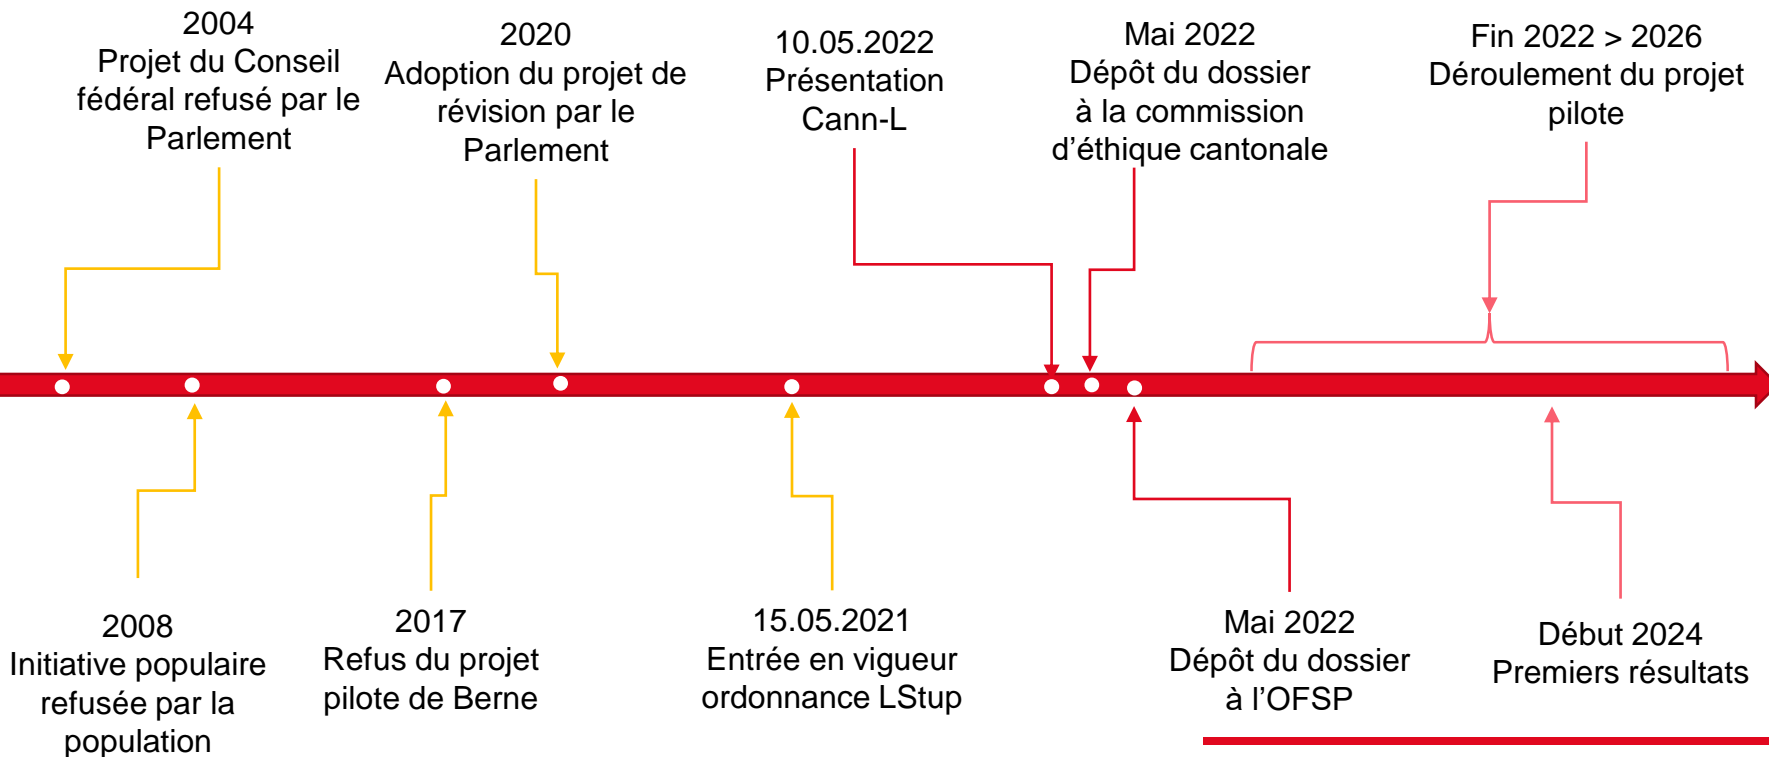 2004
Projet du Conseil
fédéral refusé par le
Parlement
2020
Adoption du projet de
révision par le
Parlement
10.05.2022
Présentation
Cann-L
Mai 2022
Dépôt du dossier
à la commission
d’éthique cantonale
Fin 2022 > 2026
Déroulement du projet
pilote
2008
Initiative populaire
refusée par la
population
2017
Refus du projet
pilote de Berne
15.05.2021
Entrée en vigueur
ordonnance LStup
Mai 2022
Dépôt du dossier
à l’OFSP
Début 2024
Premiers résultats